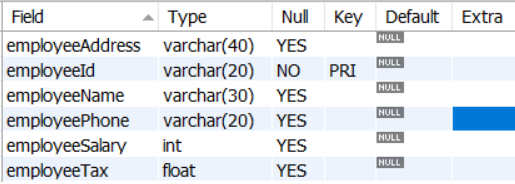 Field Type Null Key Default Extra
employeeAddress varchar(40) YES NULL
employeeId varchar(20) NO PRI NULL
employeeName varchar(30) YES NULL
employeePhone varchar(20) YES NULL
employeeSalary int YES NULL
employeeTax float YES NULL